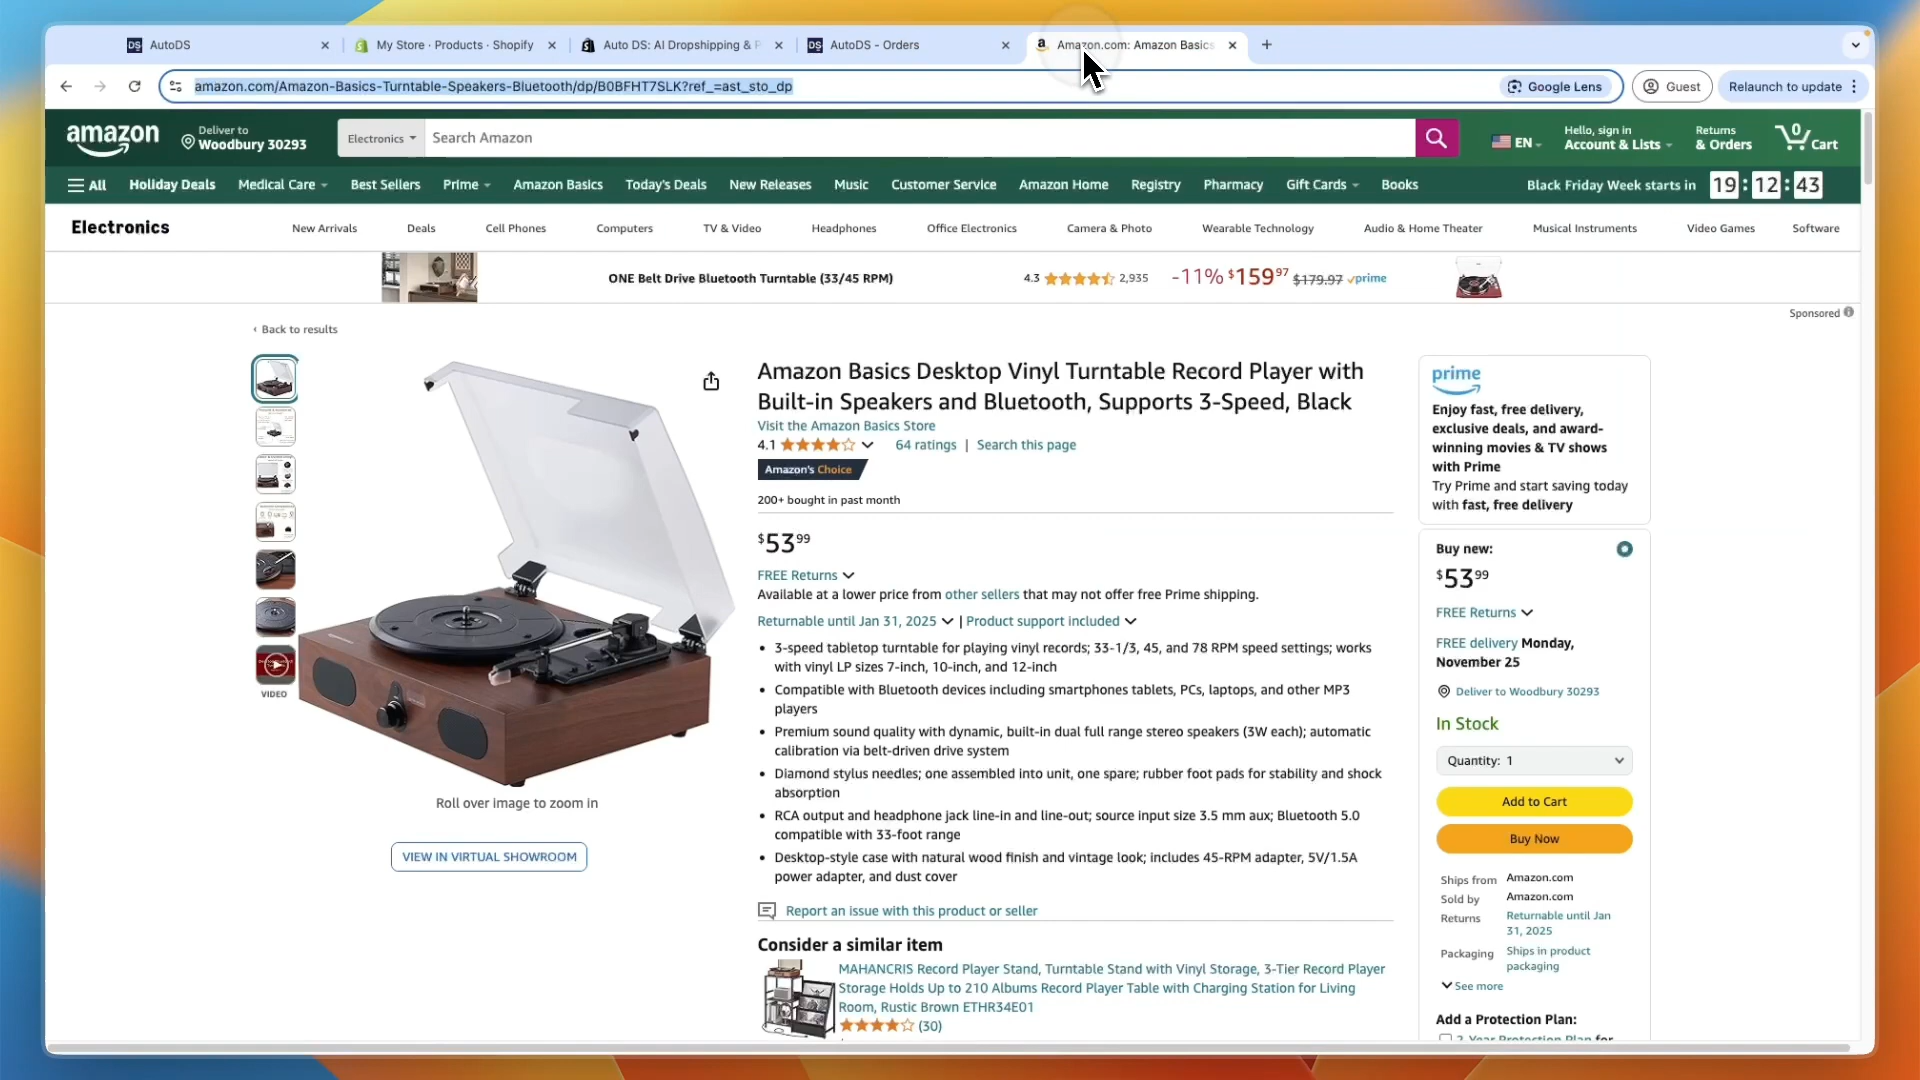 AutoDS
My Store · Products · Shopify
Auto DS: AI Dropshipping & P
AutoDS - Orders
Amazon.com: Amazon Basics
amazon.com/Amazon-Basics-Turntable-Speakers-Bluetooth/dp/B0BFHT7SLK?ref_=ast_sto_dp
Google Lens
Guest
Relaunch to update
amazon
Deliver to
Woodbury 30293
Electronics
Search Amazon
EN
Hello, sign in
Account & Lists
Returns
& Orders
0
Cart
All
Holiday Deals
Medical Care
Best Sellers
Prime
Amazon Basics
Today's Deals
New Releases
Music
Customer Service
Amazon Home
Registry
Pharmacy
Gift Cards
Books
Black Friday Week starts in 19 : 12 : 43
Electronics
New Arrivals
Deals
Cell Phones
Computers
TV & Video
Headphones
Office Electronics
Camera & Photo
Wearable Technology
Audio & Home Theater
Musical Instruments
Video Games
Software
ONE Belt Drive Bluetooth Turntable (33/45 RPM)
4.3
2,935
-11% $159 97 $179.97 prime
Sponsored
‹ Back to results
VIDEO
Roll over image to zoom in
VIEW IN VIRTUAL SHOWROOM
Amazon Basics Desktop Vinyl Turntable Record Player with
Built-in Speakers and Bluetooth, Supports 3-Speed, Black
Visit the Amazon Basics Store
4.1
64 ratings | Search this page
Amazon's Choice
200+ bought in past month
$53 99
FREE Returns
Available at a lower price from other sellers that may not offer free Prime shipping.
Returnable until Jan 31, 2025 | Product support included
• 3-speed tabletop turntable for playing vinyl records; 33-1/3, 45, and 78 RPM speed settings; works
with vinyl LP sizes 7-inch, 10-inch, and 12-inch
• Compatible with Bluetooth devices including smartphones tablets, PCs, laptops, and other MP3
players
• Premium sound quality with dynamic, built-in dual full range stereo speakers (3W each); automatic
calibration via belt-driven drive system
• Diamond stylus needles; one assembled into unit, one spare; rubber foot pads for stability and shock
absorption
• RCA output and headphone jack line-in and line-out; source input size 3.5 mm aux; Bluetooth 5.0
compatible with 33-foot range
• Desktop-style case with natural wood finish and vintage look; includes 45-RPM adapter, 5V/1.5A
power adapter, and dust cover
Report an issue with this product or seller
Consider a similar item
MAHANCRIS Record Player Stand, Turntable Stand with Vinyl Storage, 3-Tier Record Player
Storage Holds Up to 210 Albums Record Player Table with Charging Station for Living
Room, Rustic Brown ETHR34E01
(30)
prime
Enjoy fast, free delivery,
exclusive deals, and award-
winning movies & TV shows
with Prime
Try Prime and start saving today
with fast, free delivery
Buy new:
$53 99
FREE Returns
FREE delivery Monday,
November 25
Deliver to Woodbury 30293
In Stock
Quantity: 1
Add to Cart
Buy Now
Ships from
Amazon.com
Sold by
Amazon.com
Returns
Returnable until Jan
31, 2025
Packaging
Ships in product
packaging
See more
Add a Protection Plan:
2-Year Protection Plan for